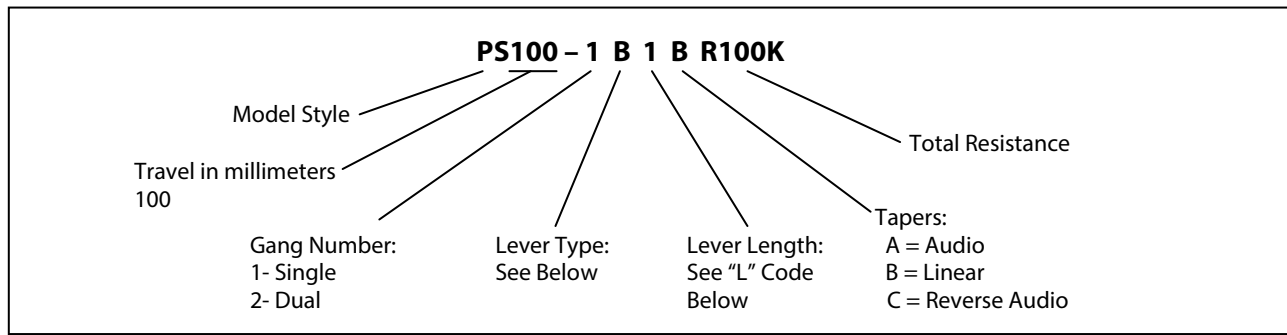 PS100 – 1 B 1 B R100K
Model Style
Total Resistance
Travel in millimeters
100
Gang Number:
1- Single
2- Dual
Lever Type:
See Below
Lever Length:
See “L” Code
Below
Tapers:
A = Audio
B = Linear
C = Reverse Audio